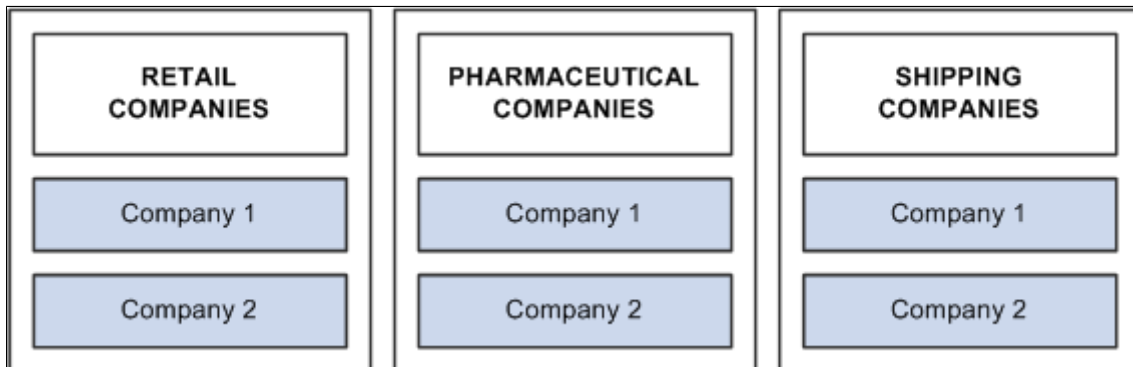 RETAIL
COMPANIES
PHARMACEUTICAL
COMPANIES
SHIPPING
COMPANIES
Company 1
Company 1
Company 1
Company 2
Company 2
Company 2